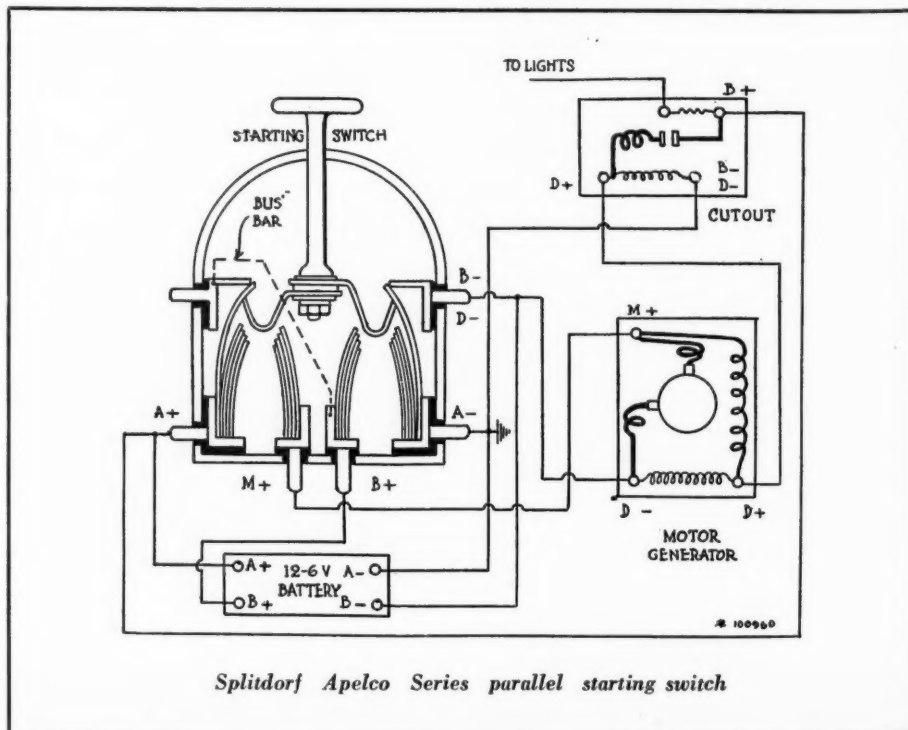 TO LIGHTS
B+
STARTING SWITCH
BUS
BAR
D+
B-
D-
CUTOUT
B-
D-
M+
A+
A-
M+
B+
D-
D+
MOTOR
GENERATOR
A+
12-6 V
A-
BATTERY
B+
B-
100960
Splitdorf Apelco Series parallel starting switch